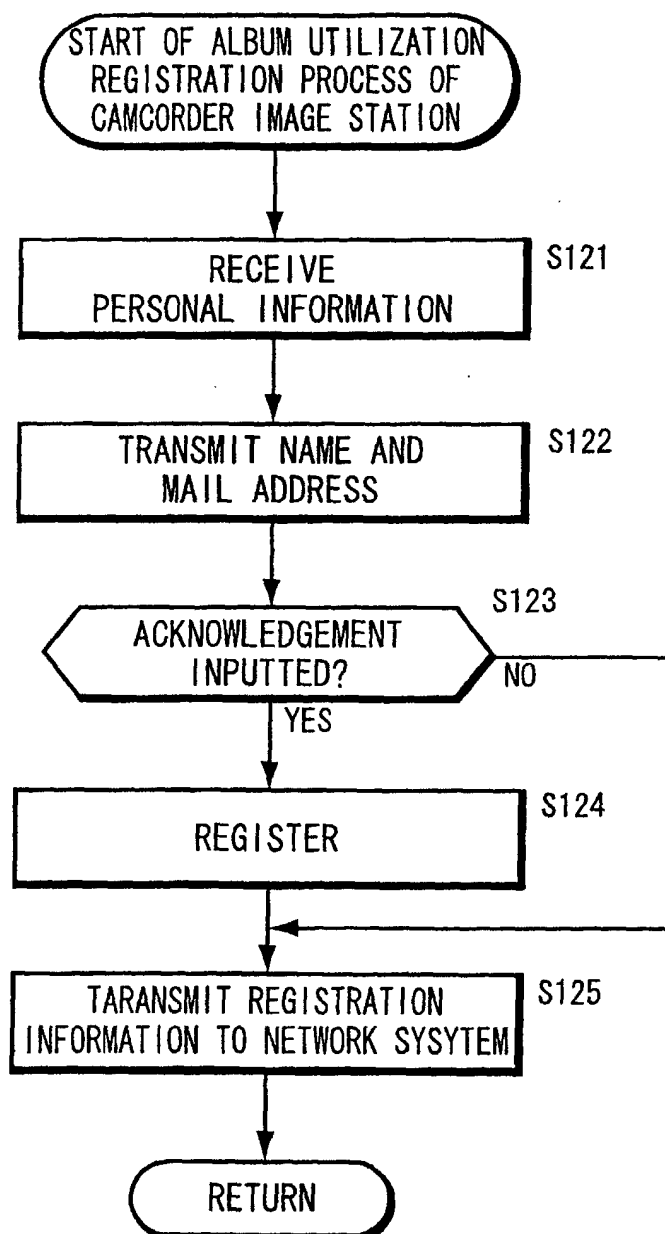 START OF ALBUM UTILIZATION
REGISTRATION PROCESS OF
CAMCORDER IMAGE STATION
S121
RECEIVE
PERSONAL INFORMATION
S122
TRANSMIT NAME AND
MAIL ADDRESS
S123
ACKNOWLEDGEMENT
INPUTTED?
NO
YES
S124
REGISTER
S125
TARANSMIT REGISTRATION
INFORMATION TO NETWORK SYSYTEM
RETURN